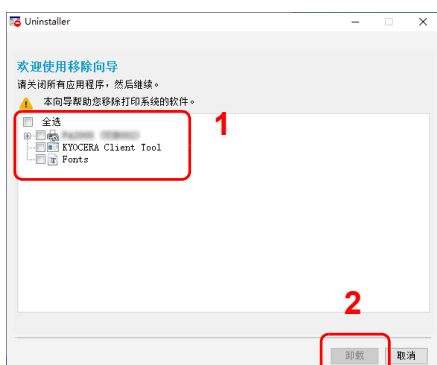 Uninstaller
欢迎使用移除向导
请关闭所有应用程序，然后继续。
本向导帮助您移除打印系统的软件。
全选
1
KYOCERA Client Tool
Fonts
2
卸载
取消